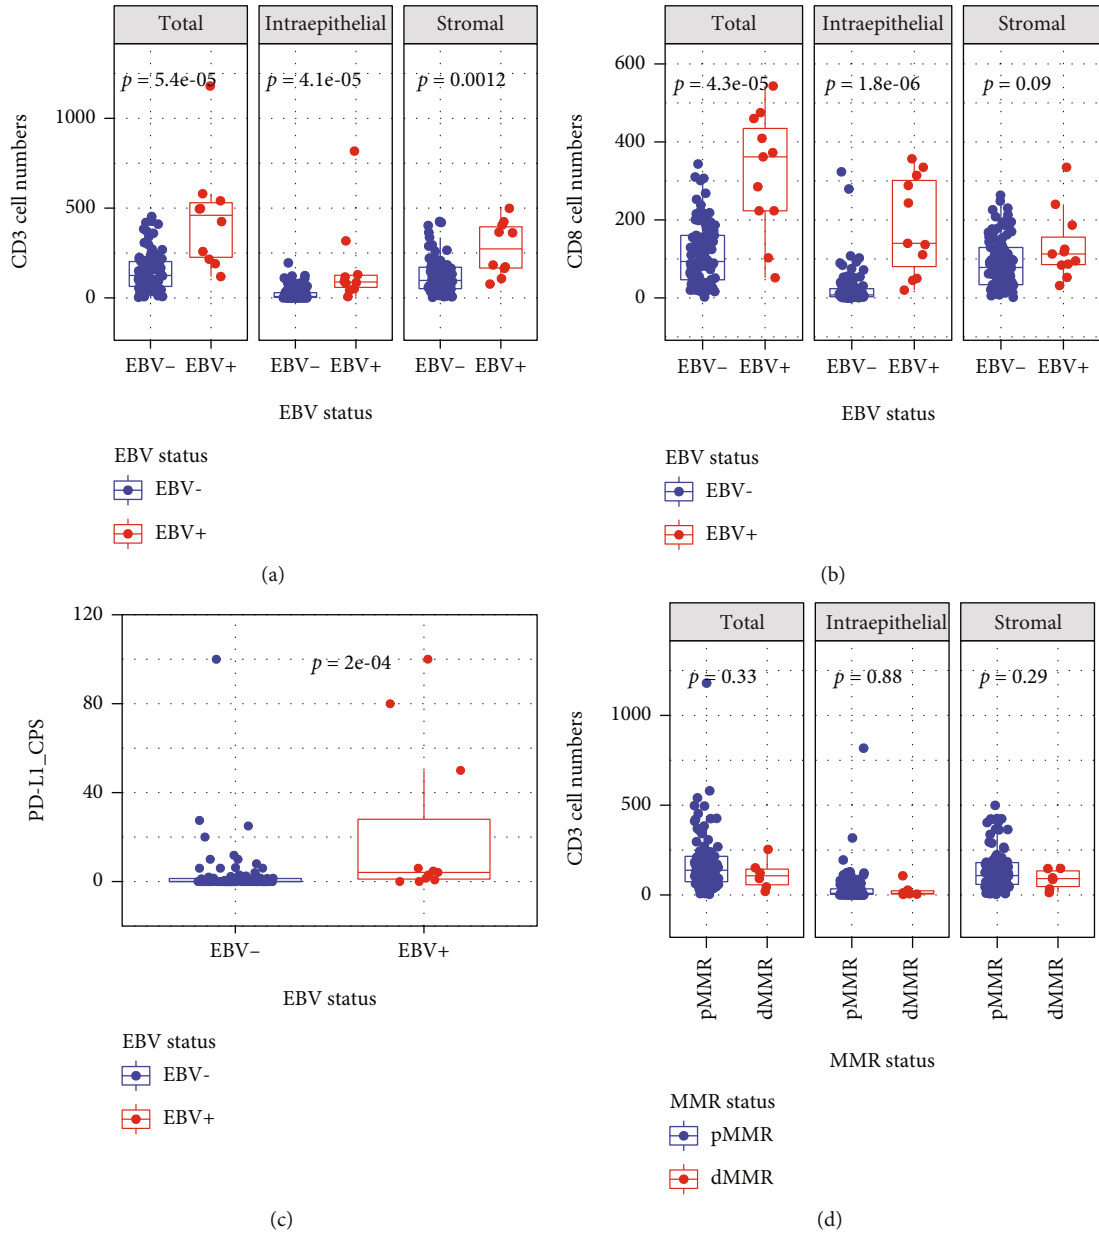 Total Intraepithelial Stromal
p = 5.4e-05 p = 4.1e-05 p = 0.0012
1000
500
0
CD3 cell numbers
EBV– EBV+ EBV– EBV+ EBV– EBV+
EBV status
EBV status
EBV-
EBV+
(a)
Total Intraepithelial Stromal
600
p = 4.3e-05 p = 1.8e-06 p = 0.09
400
200
0
CD8 cell numbers
EBV– EBV+ EBV– EBV+ EBV– EBV+
EBV status
EBV status
EBV-
EBV+
(b)
120
p = 2e-04
80
40
0
PD-L1_CPS
EBV– EBV+
EBV status
EBV status
EBV-
EBV+
(c)
Total Intraepithelial Stromal
p = 0.33 p = 0.88 p = 0.29
1000
500
0
CD3 cell numbers
pMMR dMMR pMMR dMMR pMMR dMMR
MMR status
MMR status
pMMR
dMMR
(d)